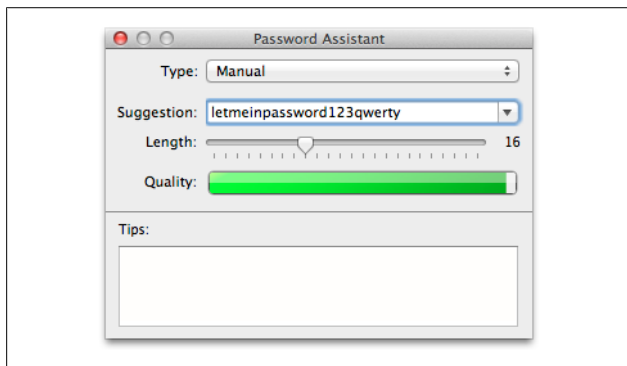 Password Assistant
Type: Manual
Suggestion: letmeinpassword123qwerty
Length: 16
Quality:
Tips: